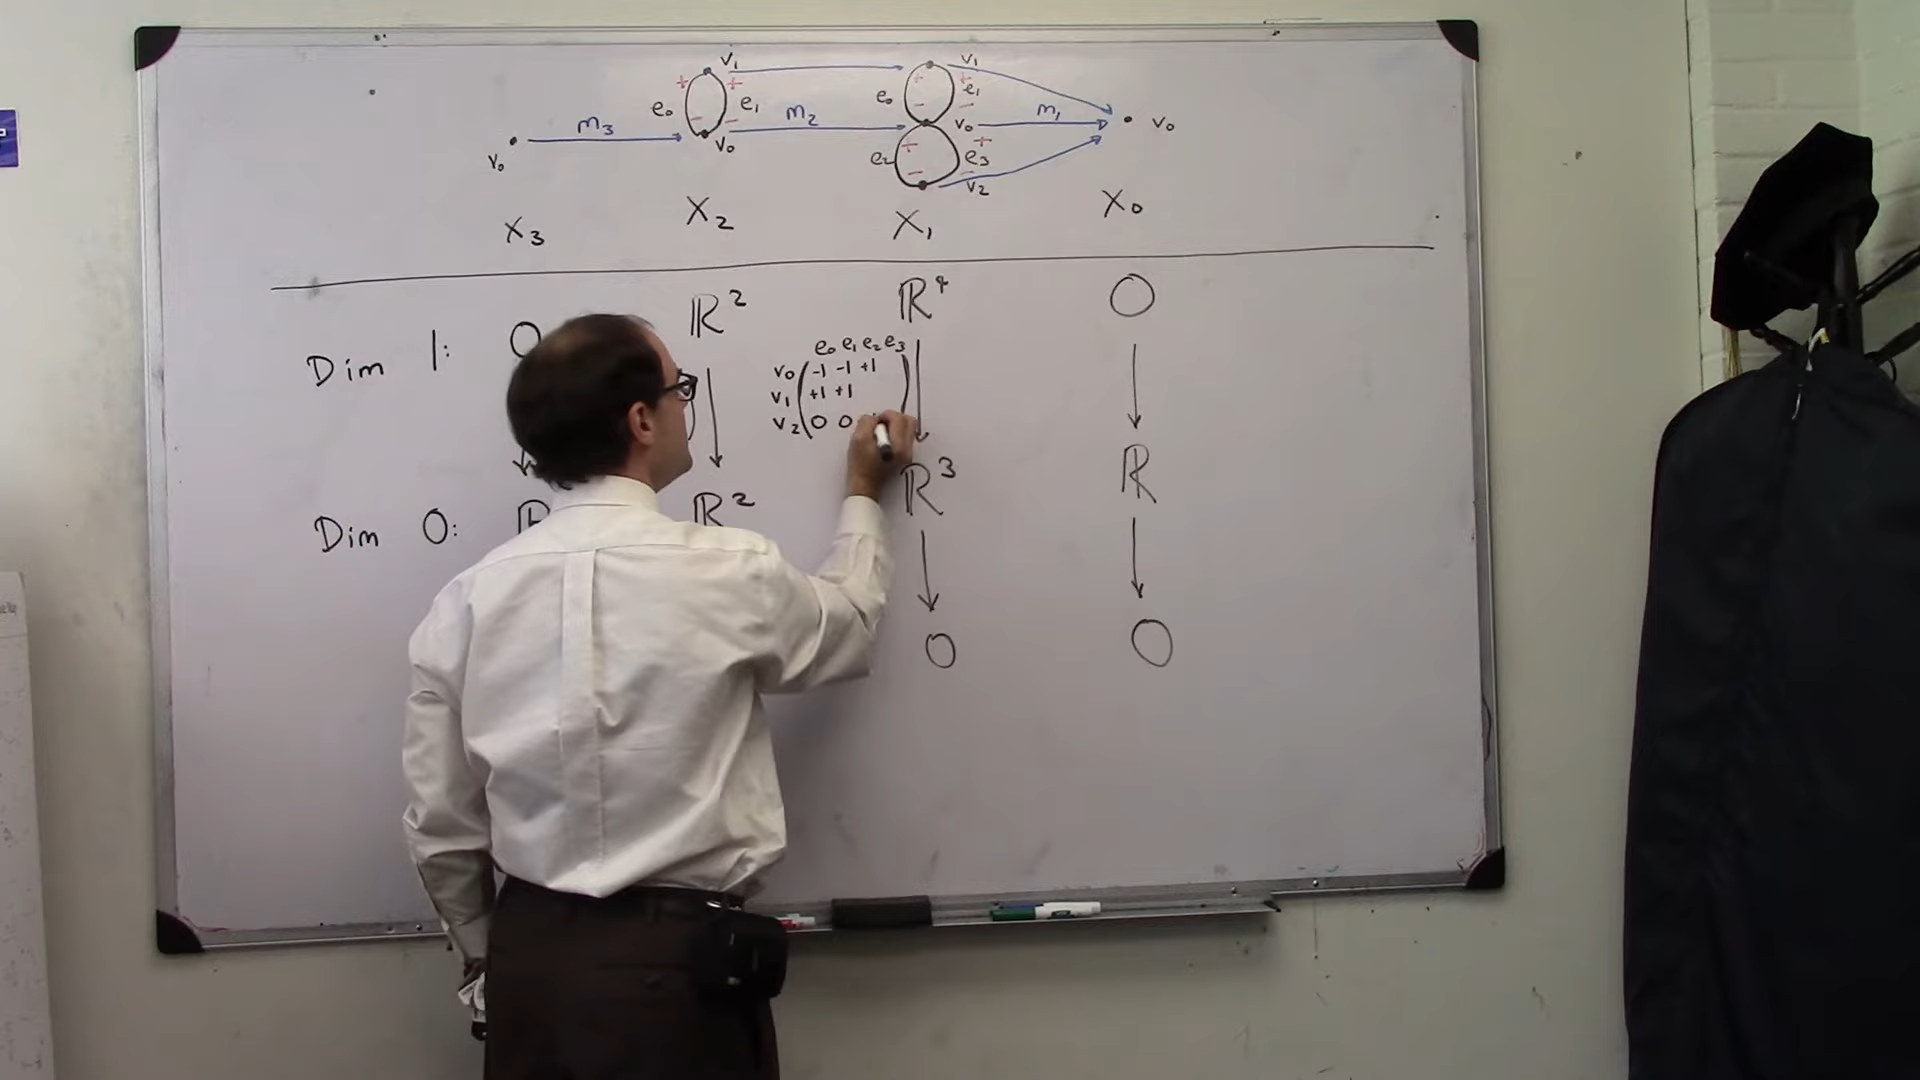 v₁ v₁
+ + + +
e₀ e₁ e₀ e₁
- - - -
m₃ m₂ v₀ m₁ v₀
v₀ v₀ + +
e₂ e₃
- -
v₂
X₃ X₂ X₁ X₀
Dim 1: 0 ℝ² ℝ⁴ 0
e₀ e₁ e₂ e₃
v₀ -1 -1 +1
v₁ +1 +1
v₂ 0 0
Dim 0: ℝ ℝ² ℝ³ ℝ
0 0